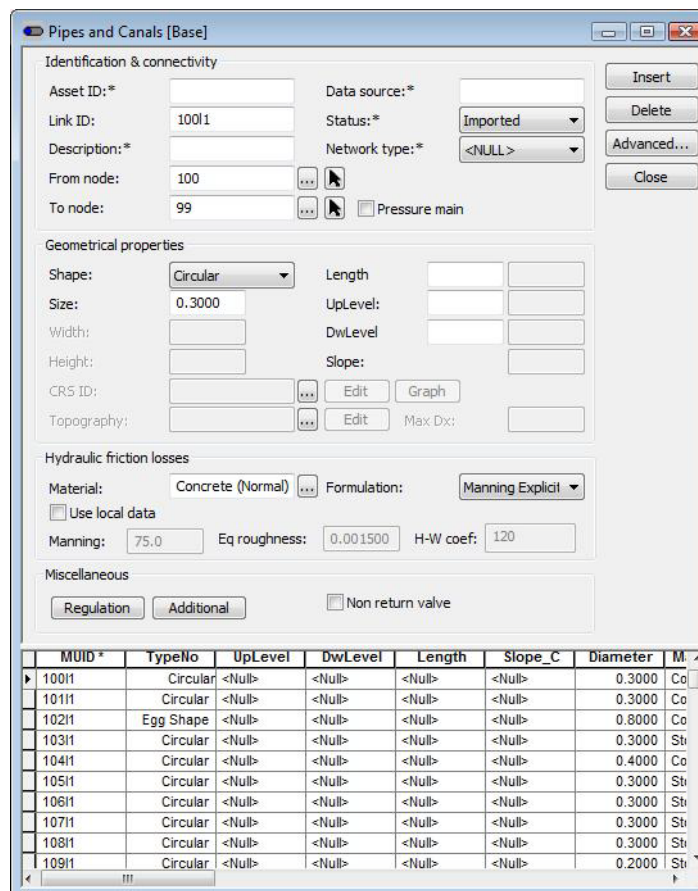 Pipes and Canals [Base]
Identification & connectivity
Asset ID:* Data source:* Insert
Link ID: 100l1 Status:* Imported Delete
Description:* Network type:* <NULL> Advanced...
From node: 100 ... Close
To node: 99 ... Pressure main
Geometrical properties
Shape: Circular Length
Size: 0.3000 UpLevel:
Width: DwLevel
Height: Slope:
CRS ID: ... Edit Graph
Topography: ... Edit Max Dx:
Hydraulic friction losses
Material: Concrete (Normal) ... Formulation: Manning Explicit
Use local data
Manning: 75.0 Eq roughness: 0.001500 H-W coef: 120
Miscellaneous
Regulation Additional Non return valve
MUID * TypeNo UpLevel DwLevel Length Slope_C Diameter
100l1 Circular <Null> <Null> <Null> <Null> 0.3000 Co
101l1 Circular <Null> <Null> <Null> <Null> 0.3000 Co
102l1 Egg Shape <Null> <Null> <Null> <Null> 0.8000 Co
103l1 Circular <Null> <Null> <Null> <Null> 0.3000
104l1 Circular <Null> <Null> <Null> <Null> 0.4000 Co
105l1 Circular <Null> <Null> <Null> <Null> 0.3000
106l1 Circular <Null> <Null> <Null> <Null> 0.3000
107l1 Circular <Null> <Null> <Null> <Null> 0.3000
108l1 Circular <Null> <Null> <Null> <Null> 0.3000
109l1 Circular <Null> <Null> <Null> <Null> 0.2000